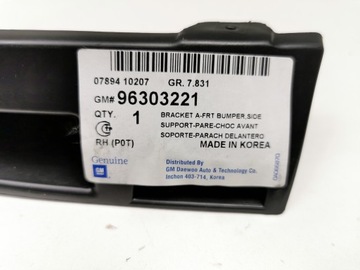 07894 10207 GR. 7.831
GM# 96303221
QTY. 1 BRACKET A-FRT BUMPER,SIDE
SUPPORT-PARE-CHOC AVANT
SOPORTE-PARACH DELANTERO
RH (P0T) MADE IN KOREA
Genuine
GM
Distributed By
GM Daewoo Auto & Technology Co.
Incheon 403-714, Korea